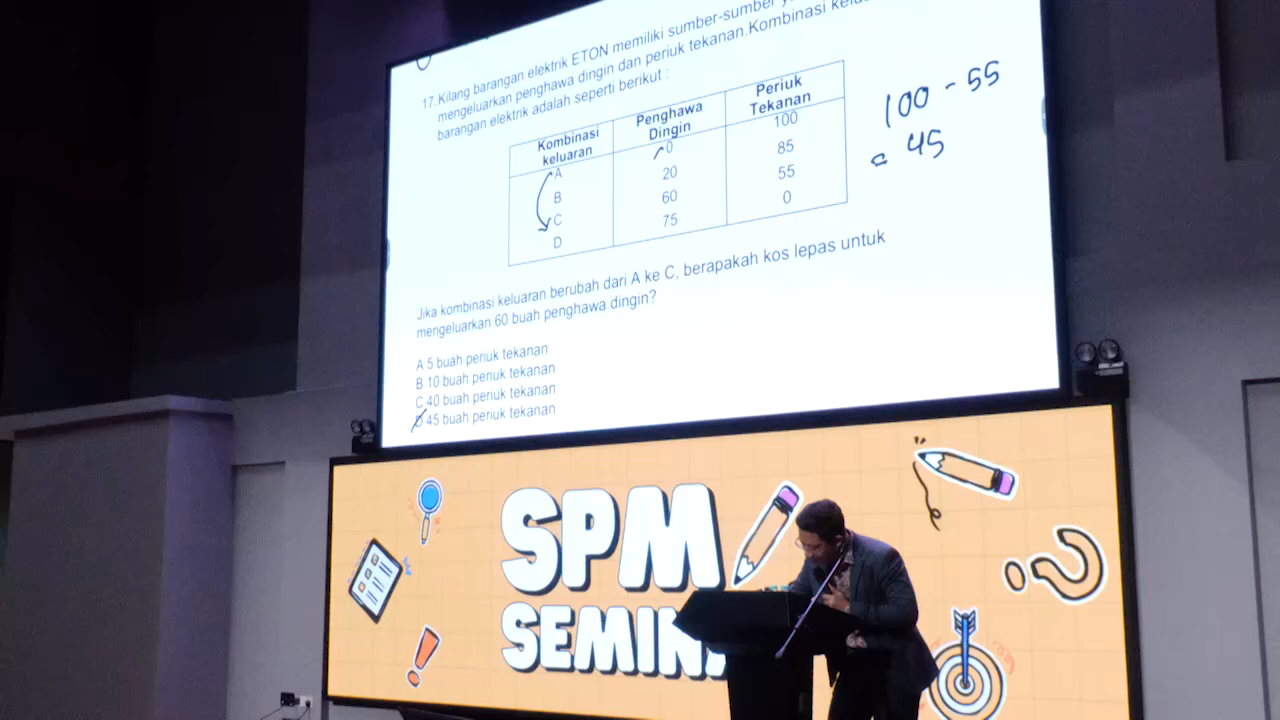 17. Kilang barangan elektrik ETON memiliki sumber-sumber
mengeluarkan penghawa dingin dan periuk tekanan. Kombinasi
barangan elektrik adalah seperti berikut :
Kombinasi keluaran Penghawa Dingin Periuk Tekanan
A 0 100
B 20 85
C 60 55
D 75 0
100 - 55
= 45
Jika kombinasi keluaran berubah dari A ke C, berapakah kos lepas untuk
mengeluarkan 60 buah penghawa dingin?
A 5 buah periuk tekanan
B 10 buah periuk tekanan
C 40 buah periuk tekanan
D 45 buah periuk tekanan
SPM
SEMIN